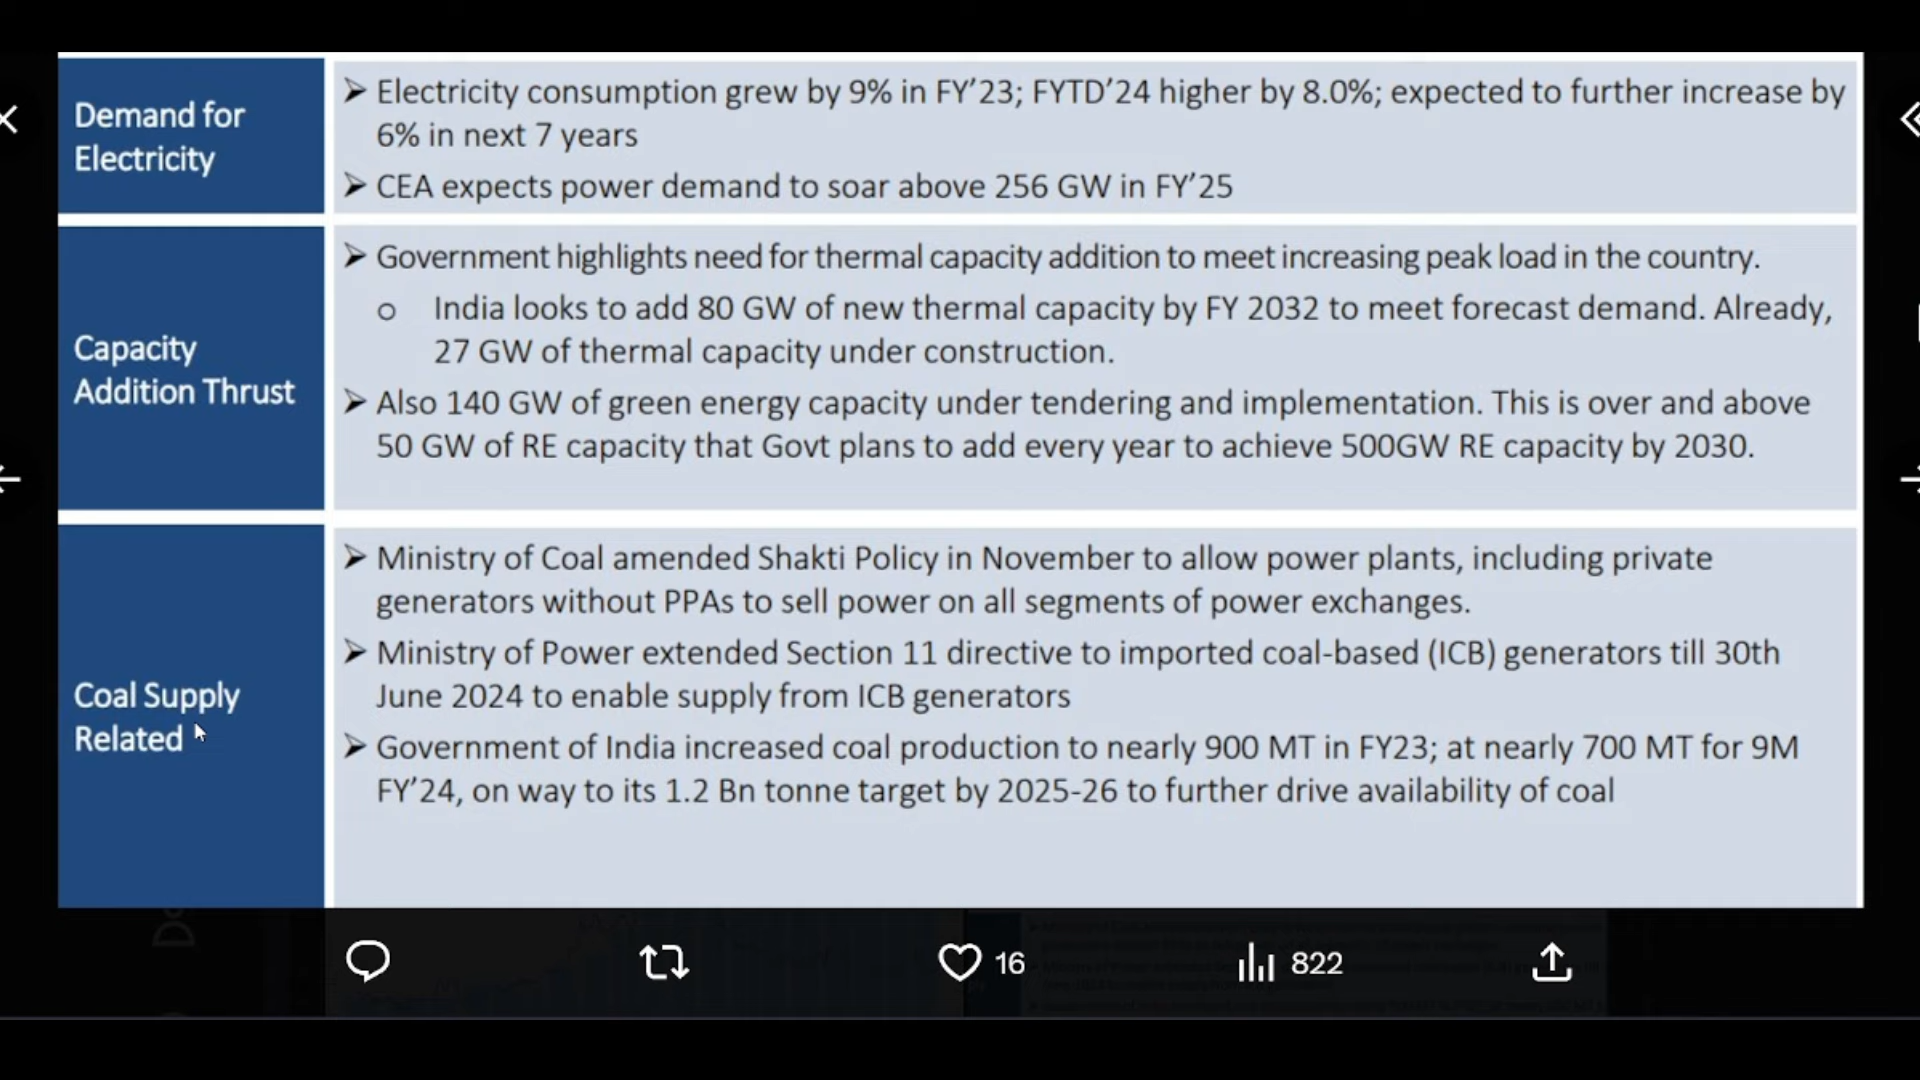 Demand for
Electricity
Electricity consumption grew by 9% in FY'23; FYTD'24 higher by 8.0%; expected to further increase by
6% in next 7 years
CEA expects power demand to soar above 256 GW in FY'25
Capacity
Addition Thrust
Government highlights need for thermal capacity addition to meet increasing peak load in the country.
India looks to add 80 GW of new thermal capacity by FY 2032 to meet forecast demand. Already,
27 GW of thermal capacity under construction.
Also 140 GW of green energy capacity under tendering and implementation. This is over and above
50 GW of RE capacity that Govt plans to add every year to achieve 500GW RE capacity by 2030.
Coal Supply
Related
Ministry of Coal amended Shakti Policy in November to allow power plants, including private
generators without PPAs to sell power on all segments of power exchanges.
Ministry of Power extended Section 11 directive to imported coal-based (ICB) generators till 30th
June 2024 to enable supply from ICB generators
Government of India increased coal production to nearly 900 MT in FY23; at nearly 700 MT for 9M
FY'24, on way to its 1.2 Bn tonne target by 2025-26 to further drive availability of coal
16
822